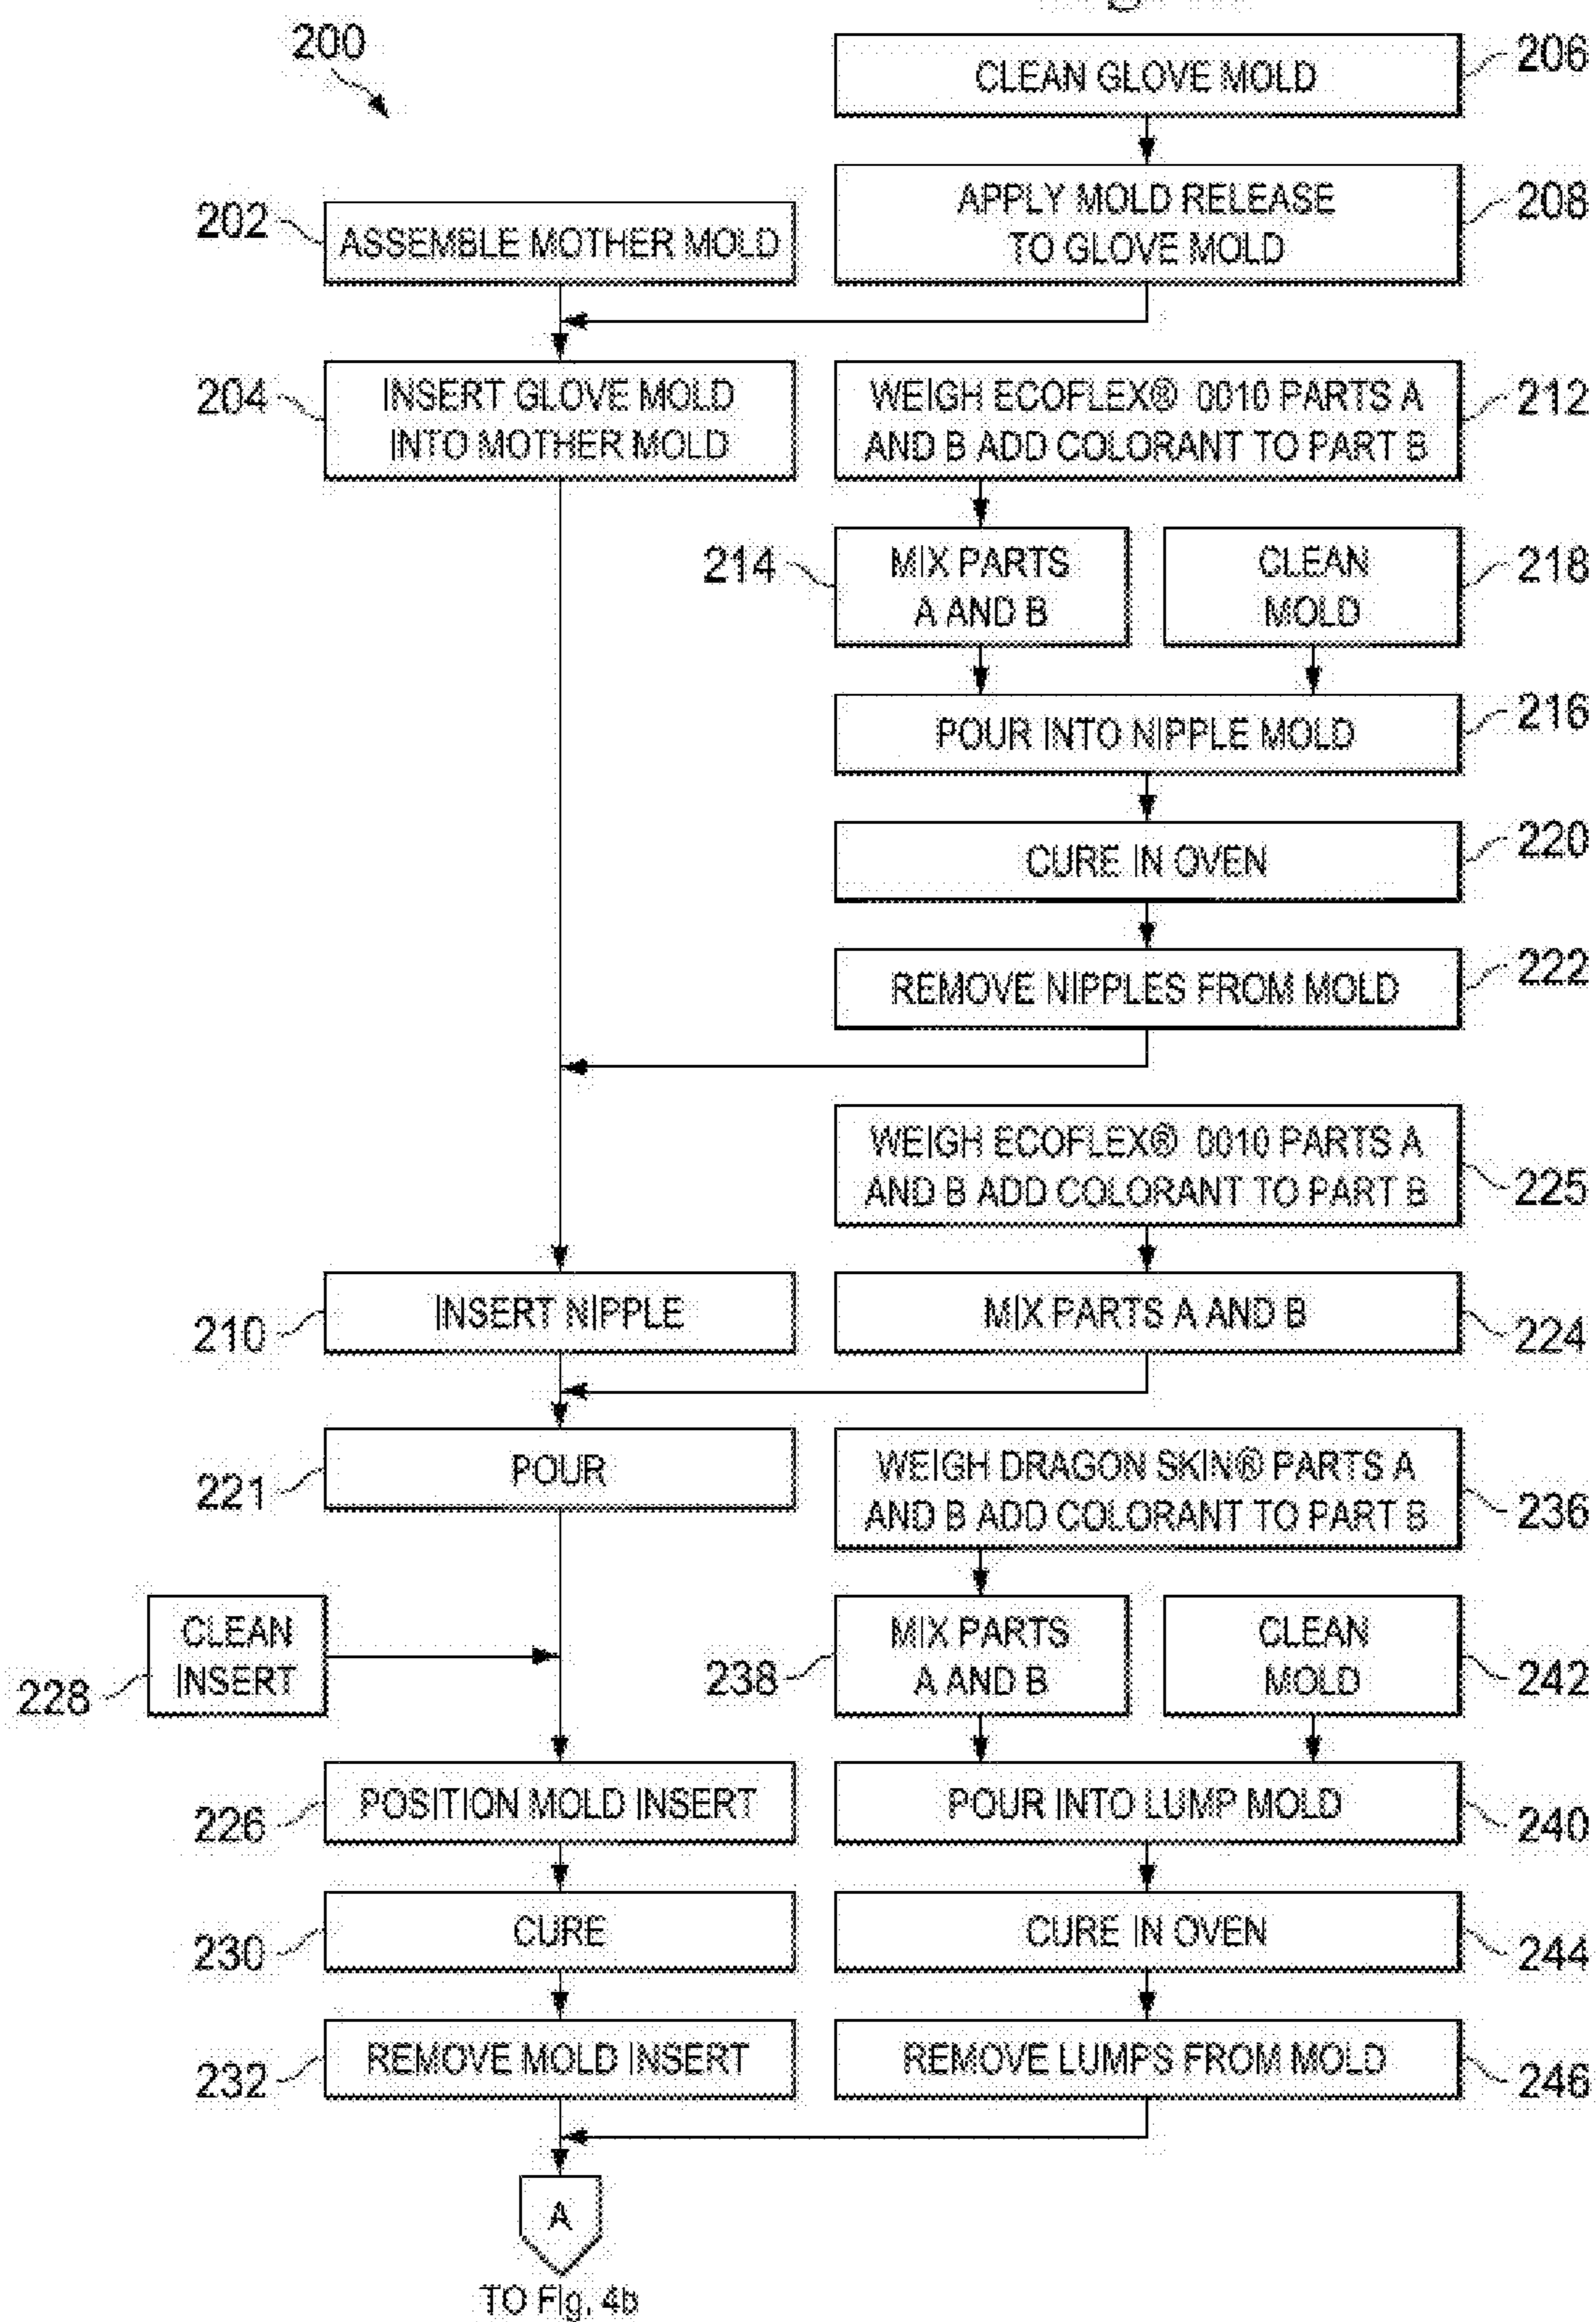 200
CLEAN GLOVE MOLD
206
202
ASSEMBLE MOTHER MOLD
APPLY MOLD RELEASE
TO GLOVE MOLD
208
204
INSERT GLOVE MOLD
INTO MOTHER MOLD
WEIGH ECOFLEX® 0010 PARTS A
AND B ADD COLORANT TO PART B
212
214
MIX PARTS
A AND B
CLEAN
MOLD
218
POUR INTO NIPPLE MOLD
216
CURE IN OVEN
220
REMOVE NIPPLES FROM MOLD
222
WEIGH ECOFLEX® 0010 PARTS A
AND B ADD COLORANT TO PART B
225
210
INSERT NIPPLE
MIX PARTS A AND B
224
221
POUR
WEIGH DRAGON SKIN® PARTS A
AND B ADD COLORANT TO PART B
236
228
CLEAN
INSERT
238
MIX PARTS
A AND B
CLEAN
MOLD
242
226
POSITION MOLD INSERT
POUR INTO LUMP MOLD
240
230
CURE
CURE IN OVEN
244
232
REMOVE MOLD INSERT
REMOVE LUMPS FROM MOLD
246
A
TO Fig. 4b